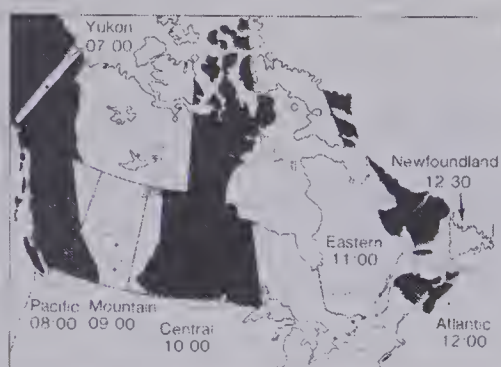 Yukon
07 00
Newfoundland
12 30
Eastern
11:00
Pacific
08:00
Mountain
09 00
Central
10 00
Atlantic
12:00